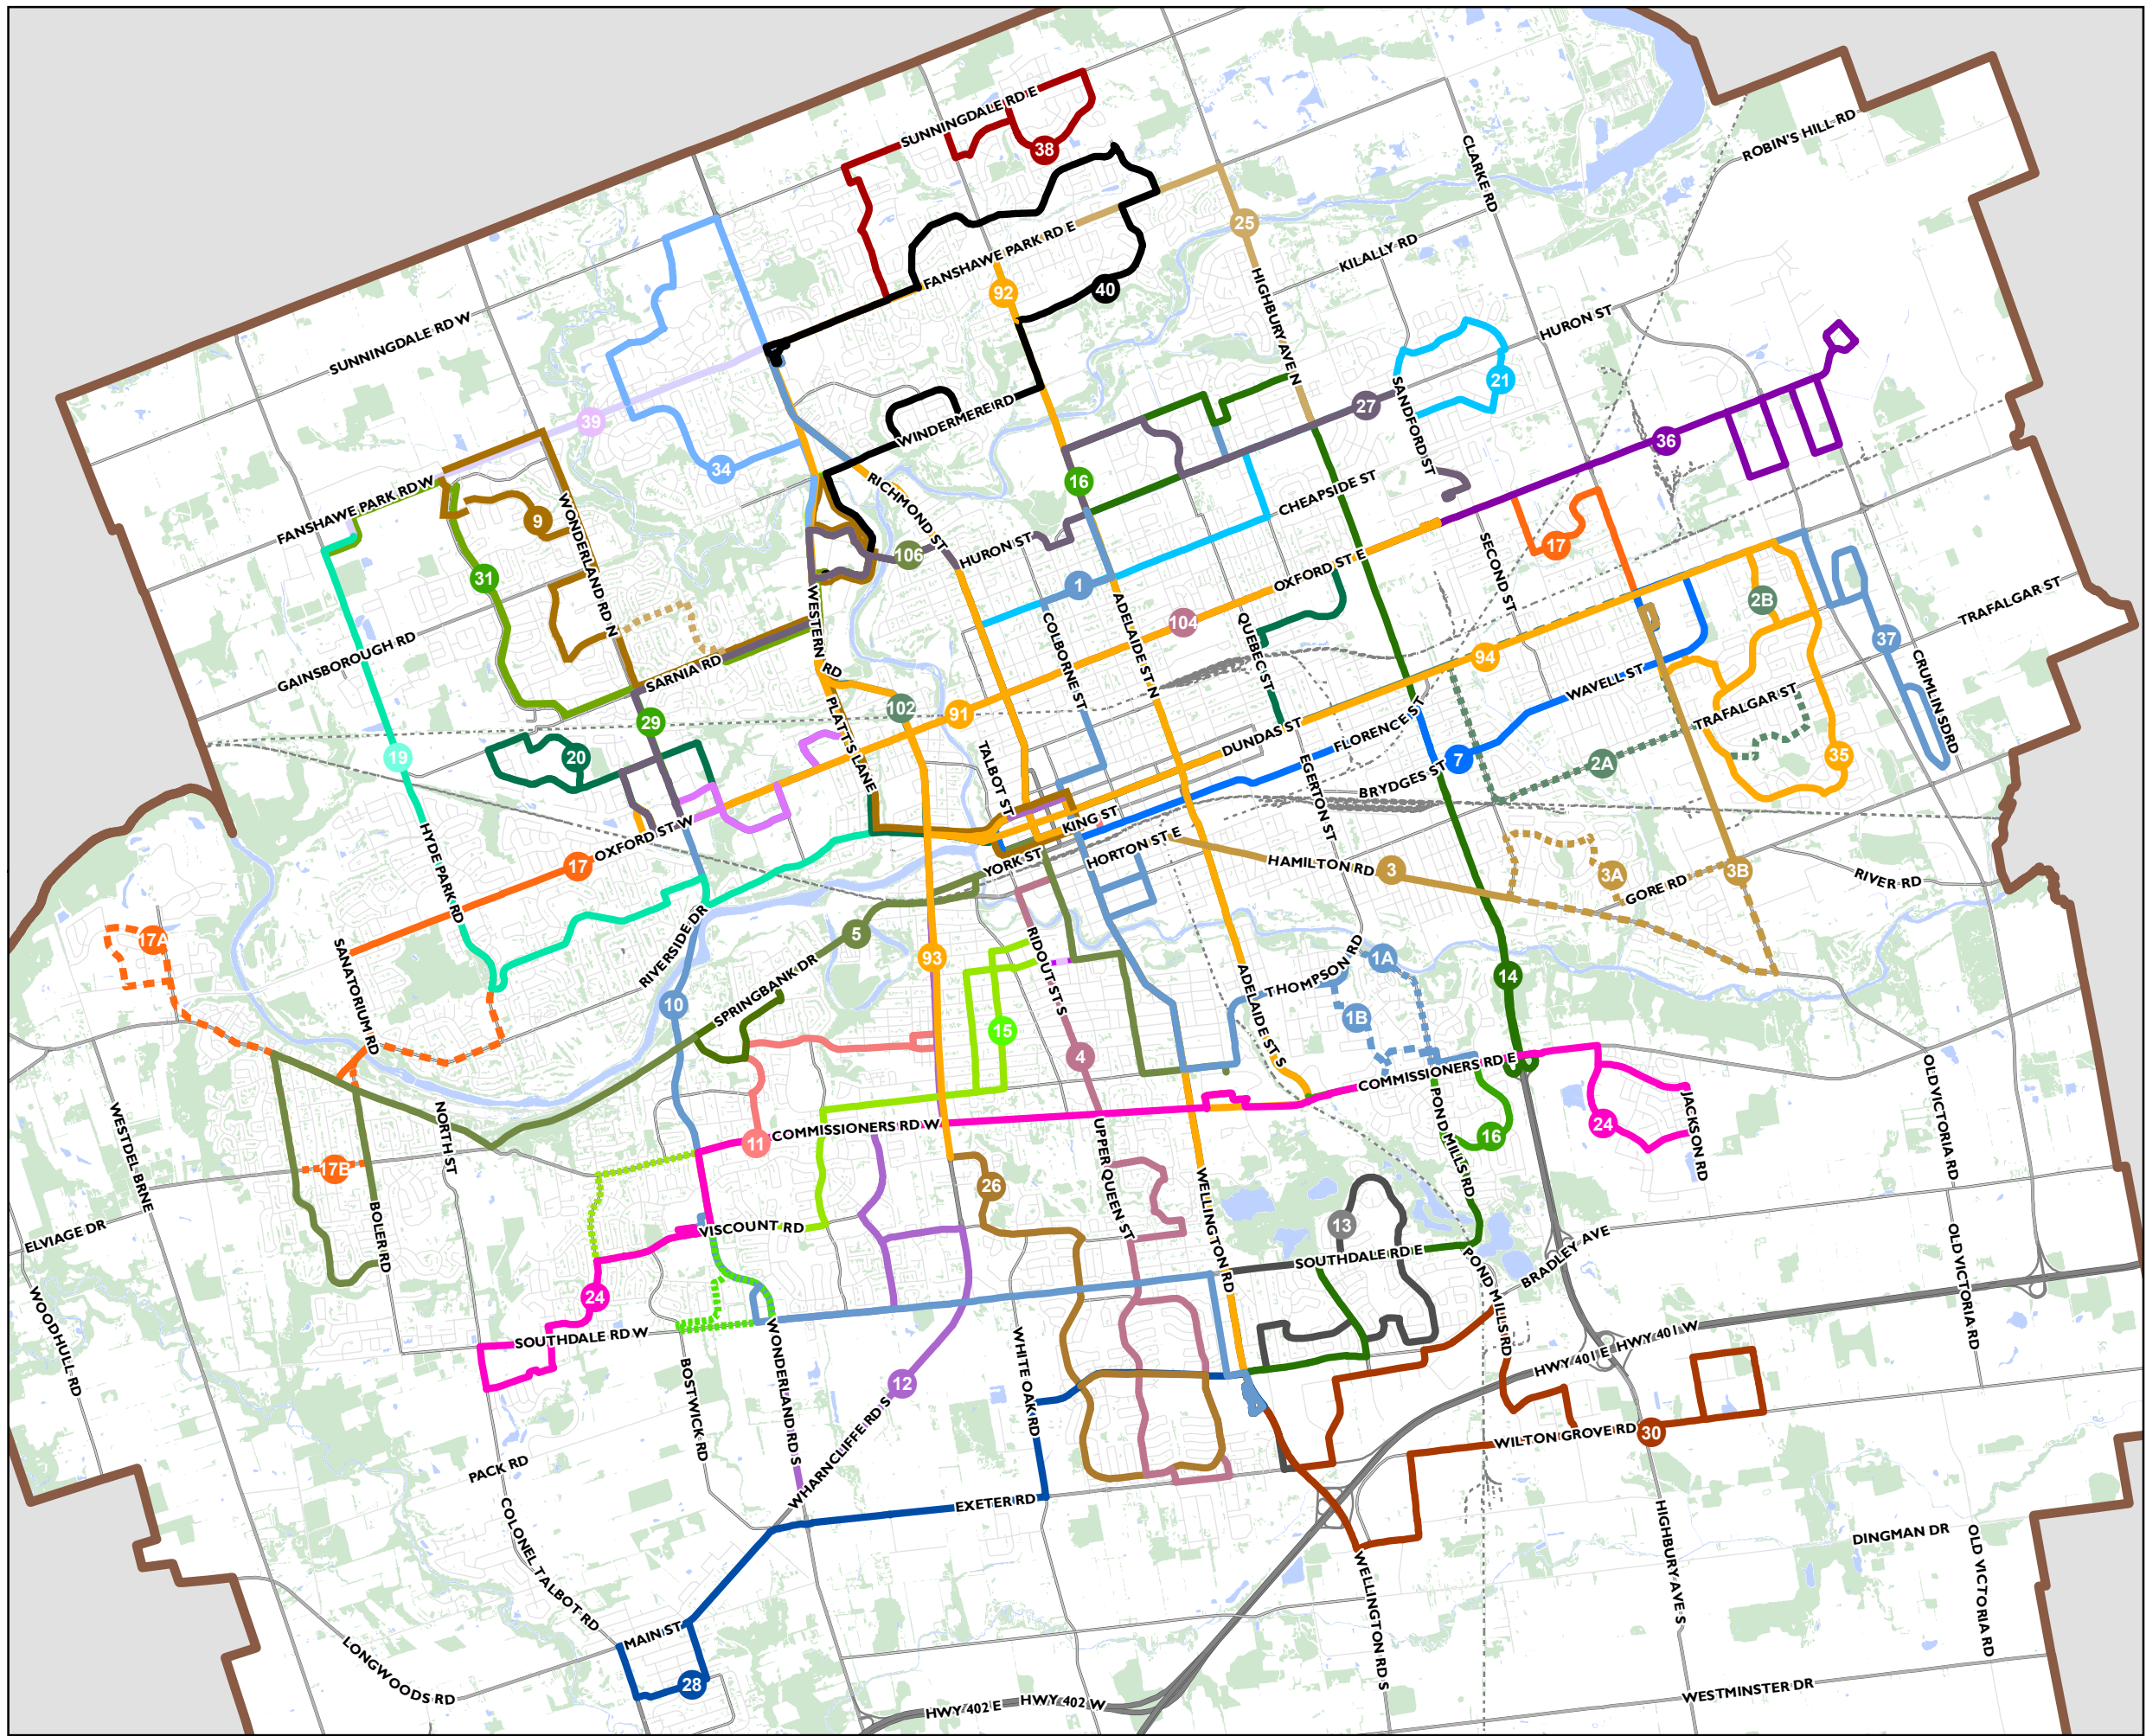 SUNNINGDALE RD E
38
ROBIN'S HILL RD
CLARKE RD
25
KILALLY RD
FANSHAWE PARK RD E
92
40
HIGHBURY AVE N
SUNNINGDALE RD W
HURON ST
21
39
34
WINDERMERE RD
27
SANDFORD ST
36
FANSHAWE PARK RD W
9
WONDERLAND RD N
RICHMOND ST
16
CHEAPSIDE ST
106
HURON ST
17
SECOND ST
31
1
OXFORD ST E
WESTERN RD
COLBORNE ST
ADELAIDE ST N
104
QUEBEC ST
2B
TRAFALGAR ST
37
GAINSBOROUGH RD
SARNIA RD
94
CRUMLIN SDRD
WAVELL ST
29
102
91
PLATT'S LANE
TALBOT ST
DUNDAS ST
FLORENCE ST
TRAFALGAR ST
19
20
7
2A
35
EGERTON ST
BRYDGES ST
KING ST
OXFORD ST W
17
HYDE PARK RD
YORK ST
HORTON ST E
HAMILTON RD
3
3A
3B
GORE RD
RIVER RD
17A
SANATORIUM RD
RIVERSIDE DR
5
93
RIDOUT ST S
THOMPSON RD
1A
14
10
SPRINGBANK DR
15
ADELAIDE ST S
1B
4
COMMISSIONERS RD E
WESTDEL BRNE
NORTH ST
11
COMMISSIONERS RD W
UPPER QUEEN ST
POND MILLS RD
16
24
JACKSON RD
OLD VICTORIA RD
17B
BOLER RD
26
WELLINGTON RD
13
ELVIAGE DR
VISCOUNT RD
SOUTHDALE RD E
BRADLEY AVE
OLD VICTORIA RD
WOODHULL RD
24
POND MILLS RD
SOUTHDALE RD W
HWY 401 E
HWY 401 W
BOSTWICK RD
WONDERLAND RD S
12
WHITE OAK RD
WHARNCLIFFE RD S
WILTON GROVE RD
30
PACK RD
EXETER RD
COLONEL TALBOT RD
HIGHBURY AVE S
DINGMAN DR
OLD VICTORIA RD
WELLINGTON RD S
MAIN ST
28
LONGWOODS RD
HWY 402 E
HWY 402 W
WESTMINSTER DR